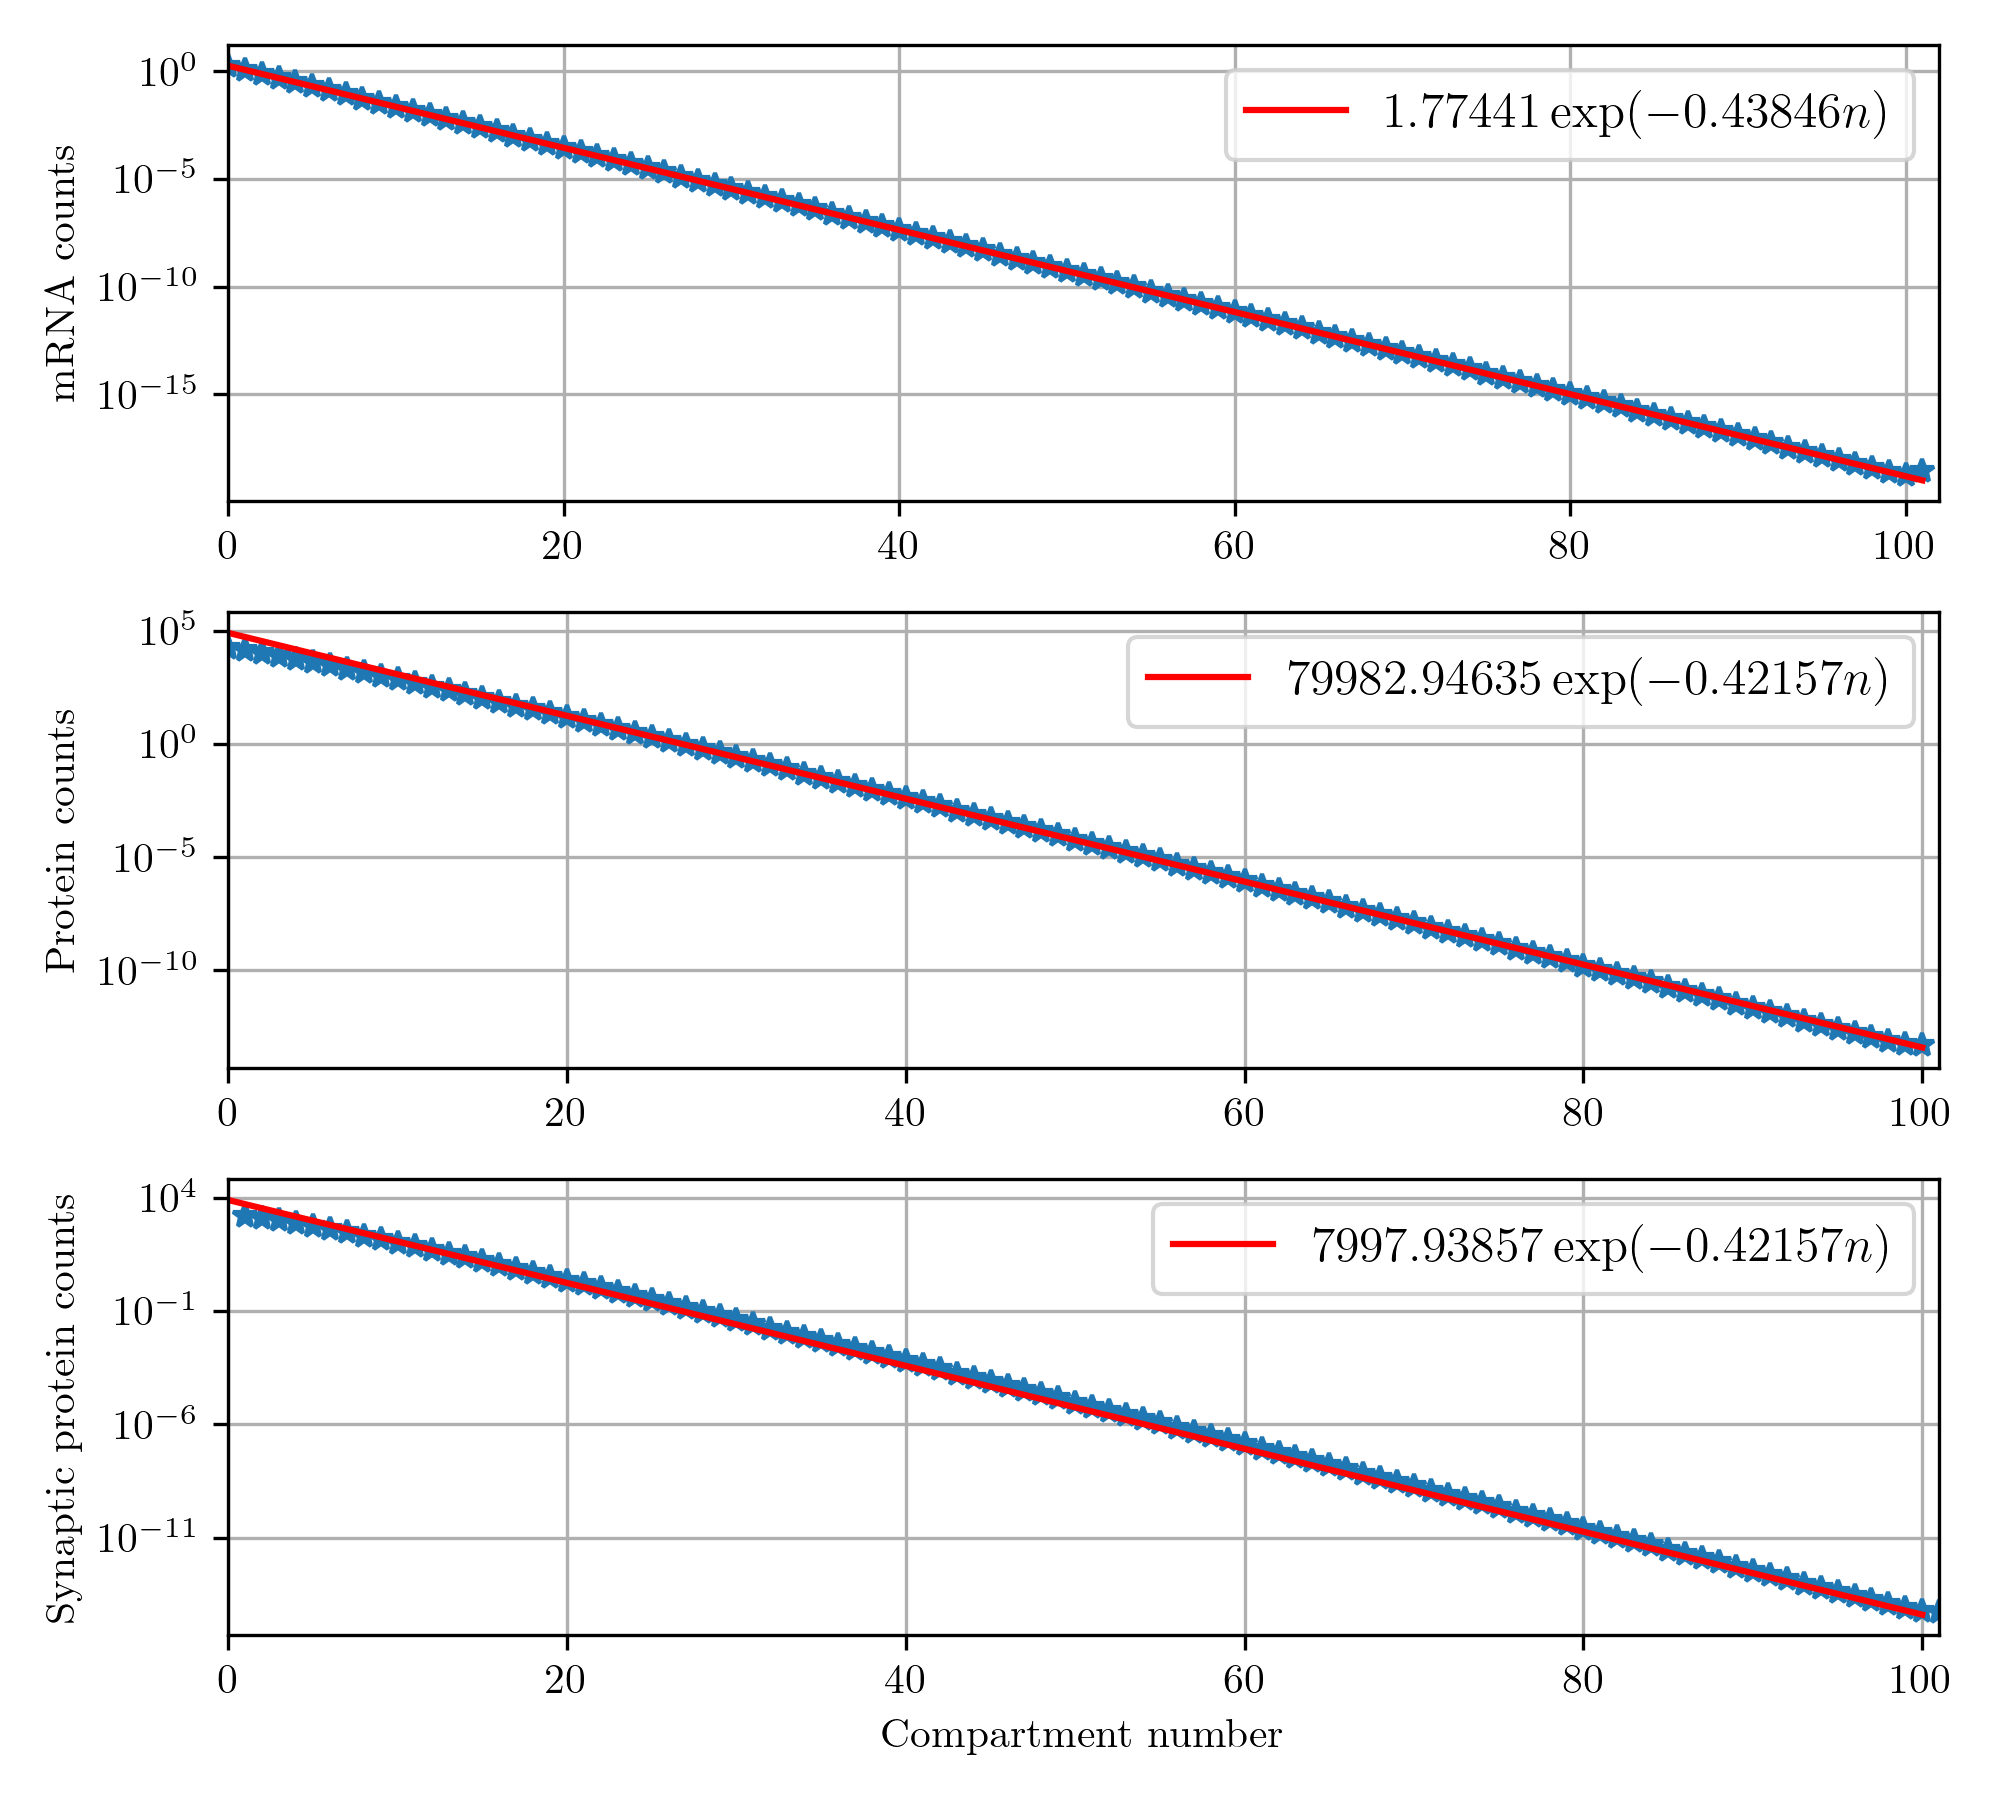 mRNA counts
10^0
10^−5
10^−10
10^−15
1.77441 exp(−0.43846n)
0 20 40 60 80 100
Protein counts
10^5
10^0
10^−5
10^−10
79982.94635 exp(−0.42157n)
0 20 40 60 80 100
Synaptic protein counts
10^4
10^−1
10^−6
10^−11
7997.93857 exp(−0.42157n)
0 20 40 60 80 100
Compartment number